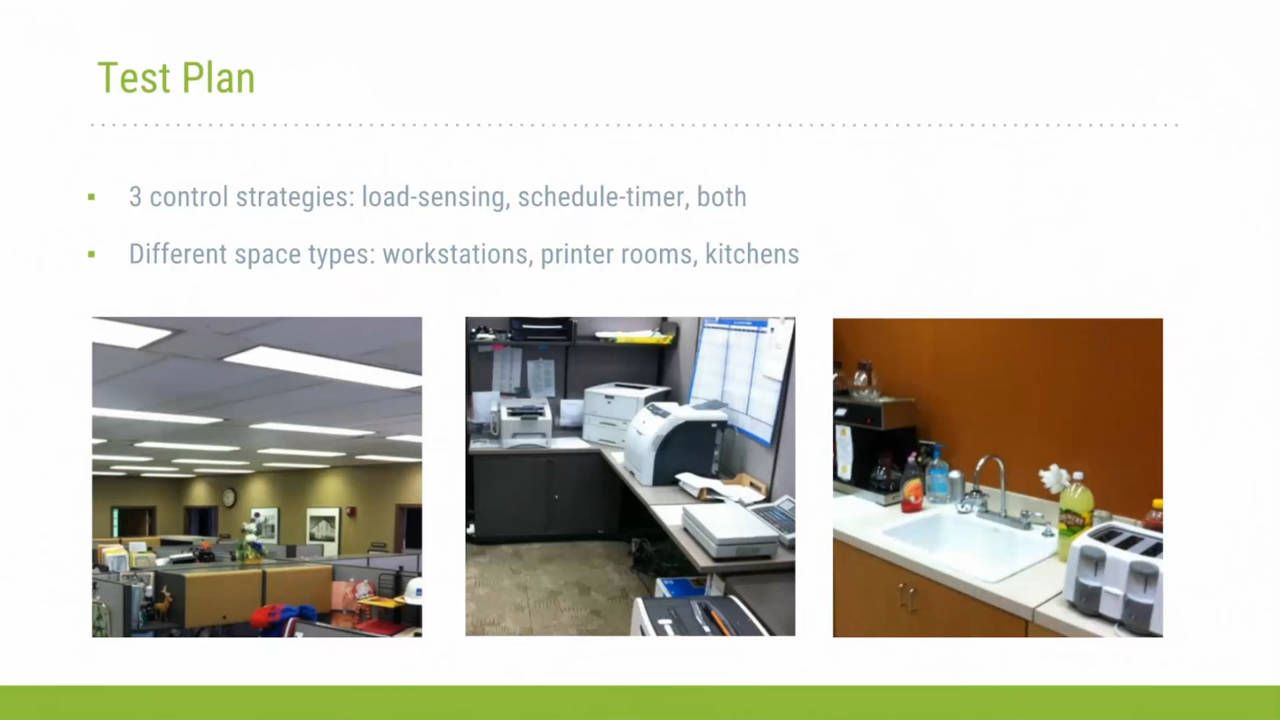 Test Plan
3 control strategies: load-sensing, schedule-timer, both
Different space types: workstations, printer rooms, kitchens